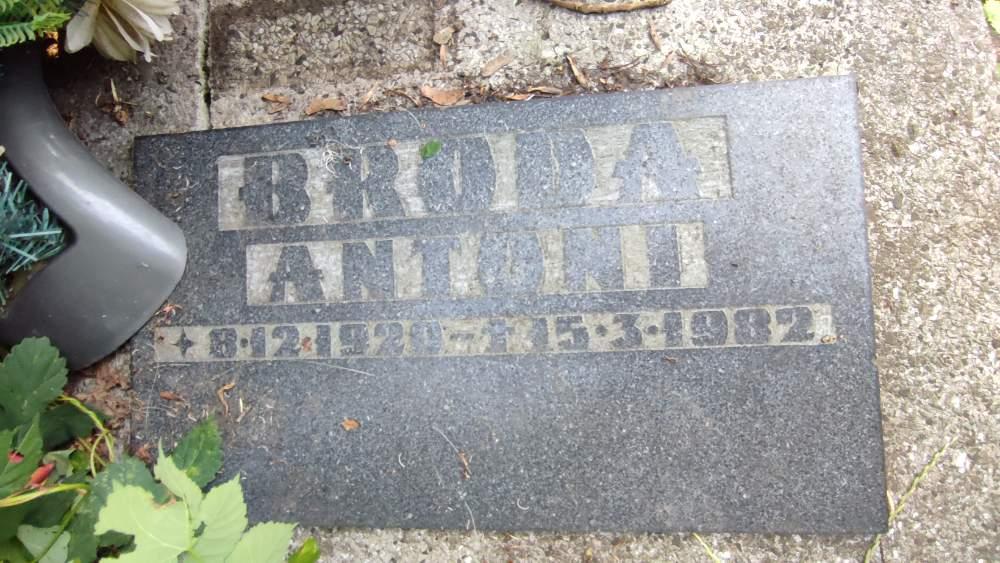 BRODA
ANTONI
✦ 8·12·1920 - † 15·3·1982